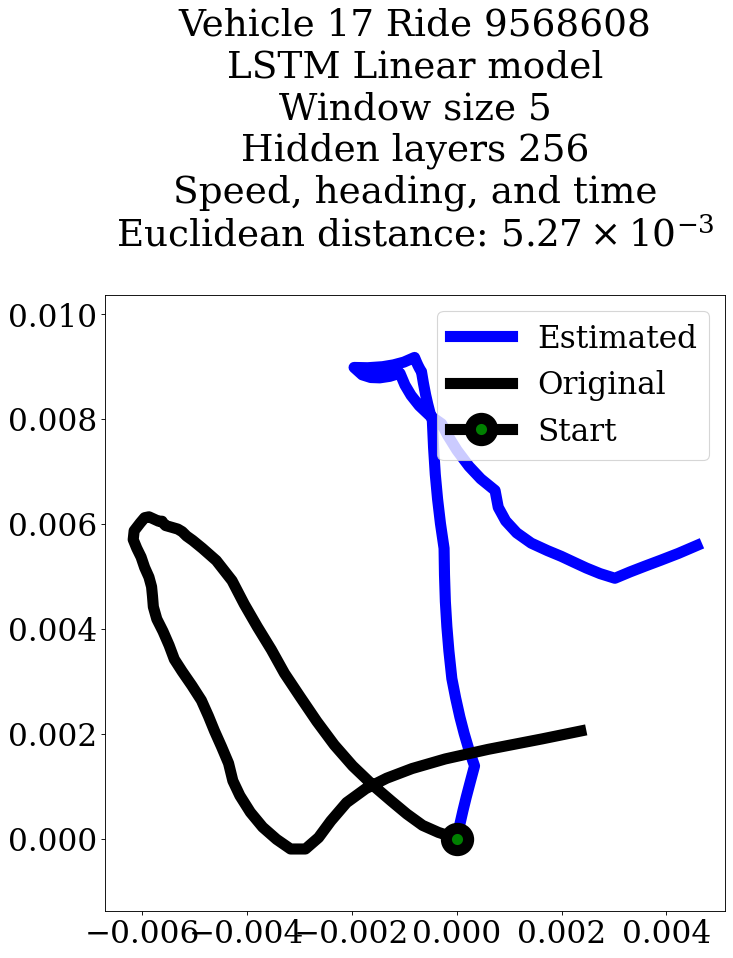 Vehicle 17 Ride 9568608
LSTM Linear model
Window size 5
Hidden layers 256
Speed, heading, and time
Euclidean distance: 5.27 × 10⁻³
Estimated
Original
Start
0.010
0.008
0.006
0.004
0.002
0.000
−0.006 −0.004 −0.002 0.000 0.002 0.004